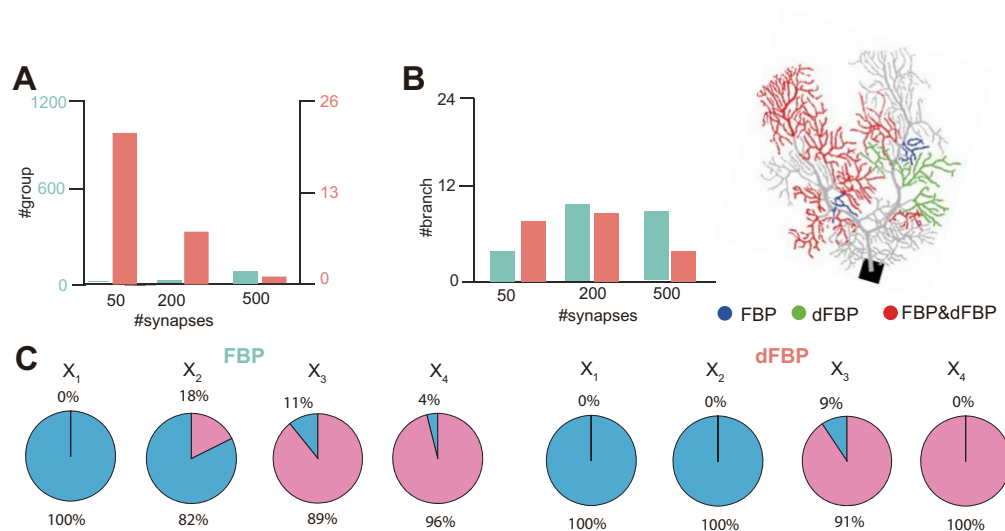 A
1200
600
0
#group
26
13
0
50 200 500
#synapses
B
24
12
0
#branch
50 200 500
#synapses
FBP dFBP FBP&dFBP
C
FBP
X1 X2 X3 X4
0% 18% 11% 4%
100% 82% 89% 96%
dFBP
X1 X2 X3 X4
0% 0% 9% 0%
100% 100% 91% 100%